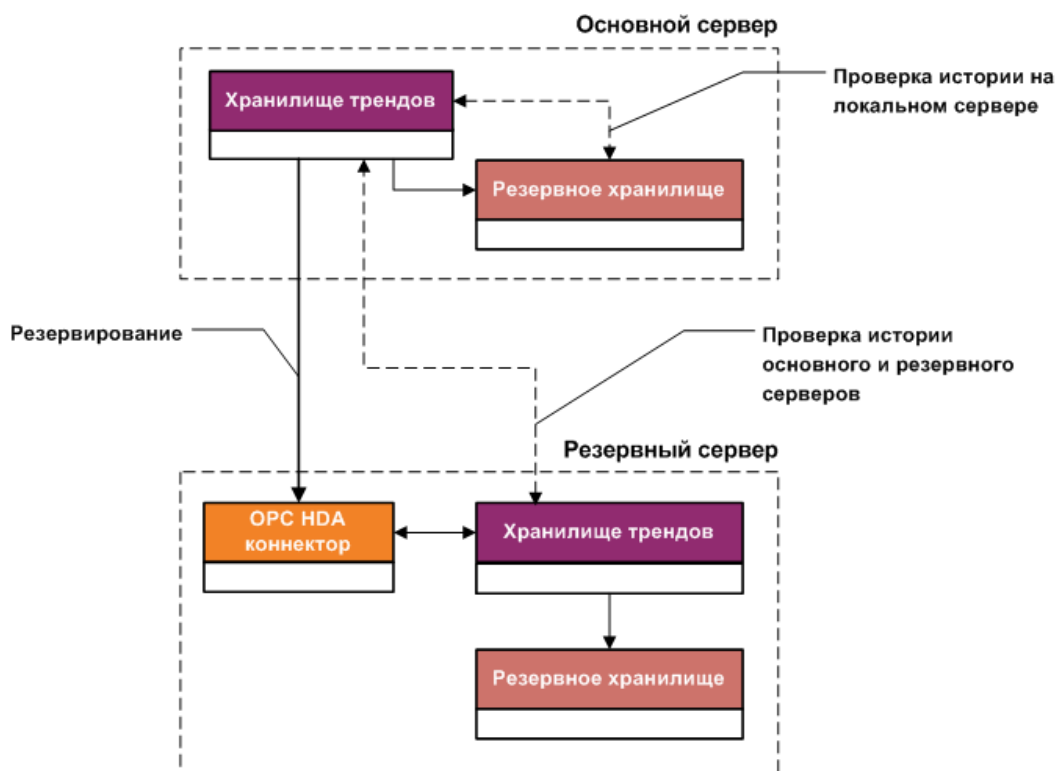 Основной сервер
Хранилище трендов
Проверка истории на
локальном сервере
Резервное хранилище
Резервирование
Проверка истории
основного и резервного
серверов
Резервный сервер
OPC HDA
коннектор
Хранилище трендов
Резервное хранилище